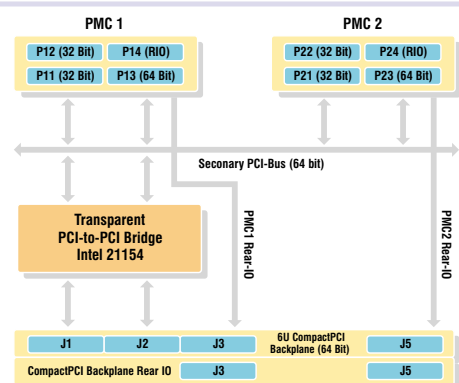 PMC 1
PMC 2
P12 (32 Bit)
P14 (RIO)
P11 (32 Bit)
P13 (64 Bit)
P22 (32 Bit)
P24 (RIO)
P21 (32 Bit)
P23 (64 Bit)
Seconary PCI-Bus (64 bit)
Transparent
PCI-to-PCI Bridge
Intel 21154
PMC1 Rear-IO
PMC2 Rear-IO
J1
J2
J3
6U CompactPCI
Backplane (64 Bit)
J5
CompactPCI Backplane Rear IO
J3
J5